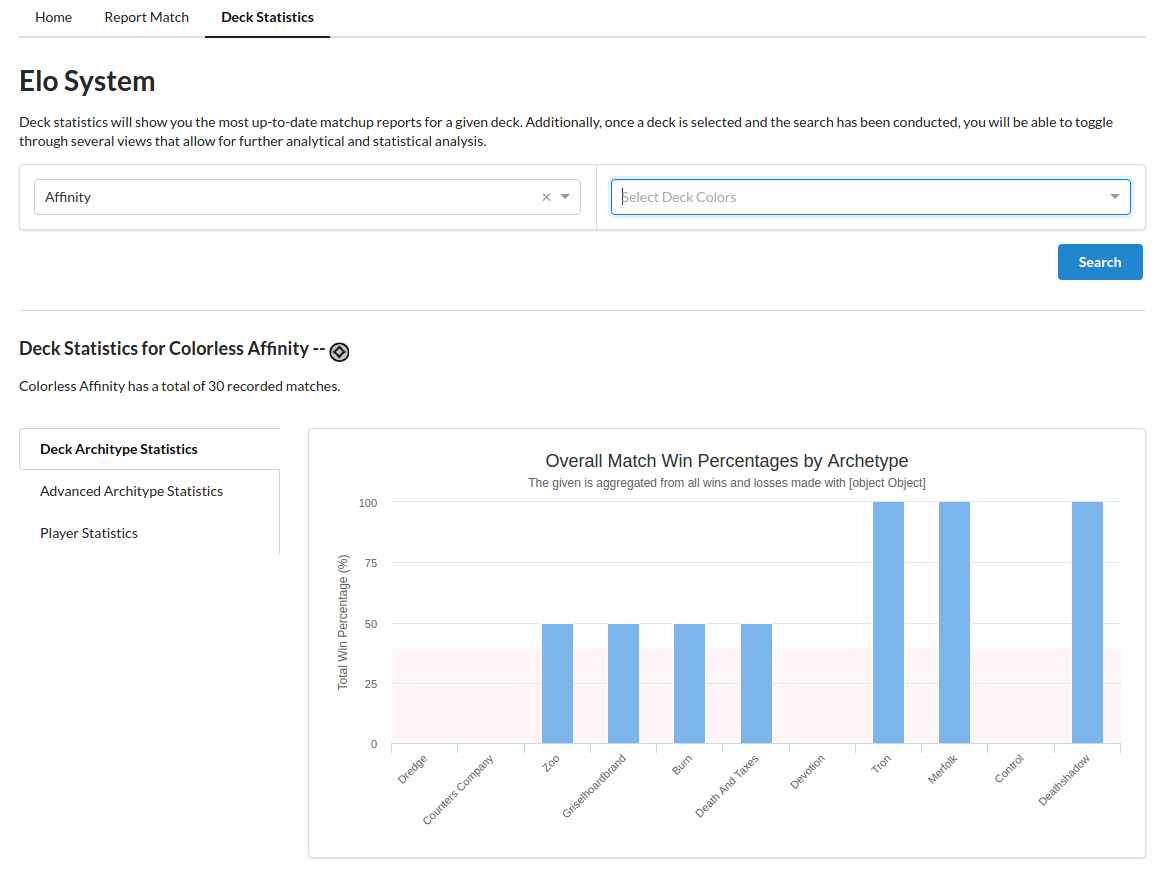 Home Report Match Deck Statistics
Elo System
Deck statistics will show you the most up-to-date matchup reports for a given deck. Additionally, once a deck is selected and the search has been conducted, you will be able to toggle
through several views that allow for further analytical and statistical analysis.
Affinity × Select Deck Colors
Search
Deck Statistics for Colorless Affinity --
Colorless Affinity has a total of 30 recorded matches.
Deck Architype Statistics
Advanced Architype Statistics
Player Statistics
Overall Match Win Percentages by Archetype
The given is aggregated from all wins and losses made with [object Object]
Total Win Percentage (%)
100
75
50
25
0
Dredge
Counters Company
Zoo
Griselhoardbrand
Burn
Death And Taxes
Devotion
Tron
Merfolk
Control
Deathshadow